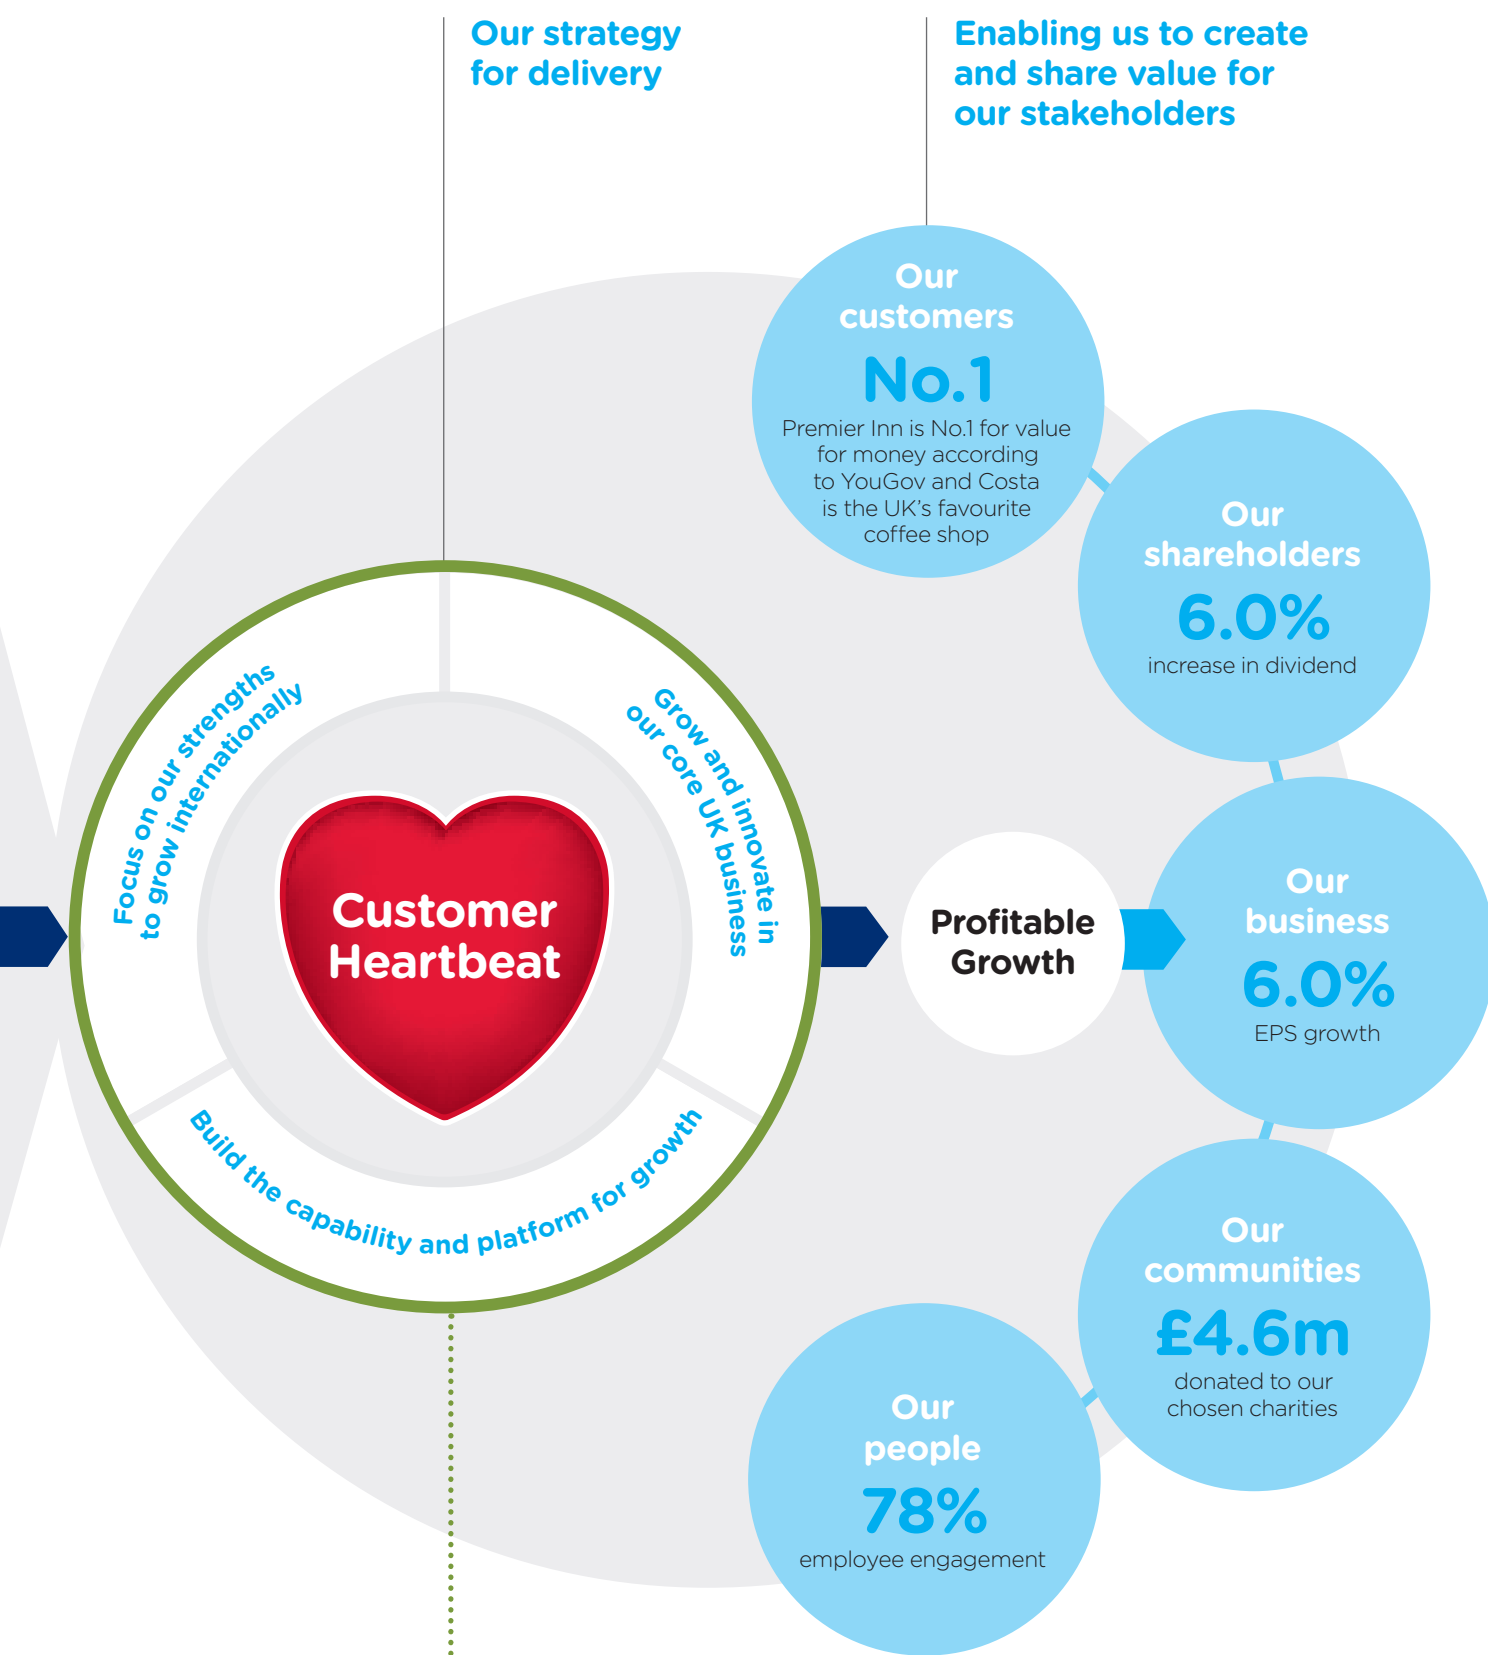 Our strategy
for delivery
Enabling us to create
and share value for
our stakeholders
Our
customers
No.1
Premier Inn is No.1 for value
for money according
to YouGov and Costa
is the UK's favourite
coffee shop
Our
shareholders
6.0%
increase in dividend
Focus on our strengths
to grow internationally
Grow and innovate in
our core UK business
Customer
Heartbeat
Build the capability and platform for growth
Profitable
Growth
Our
business
6.0%
EPS growth
Our
communities
£4.6m
donated to our
chosen charities
Our
people
78%
employee engagement